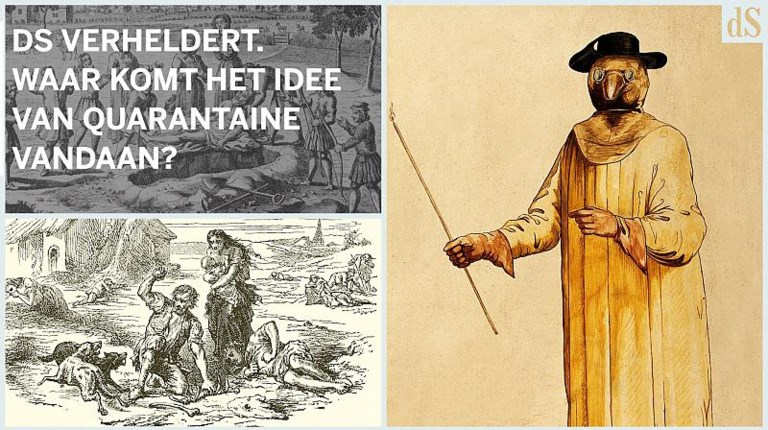 DS VERHELDERT.
WAAR KOMT HET IDEE
VAN QUARANTAINE
VANDAAN?
dS